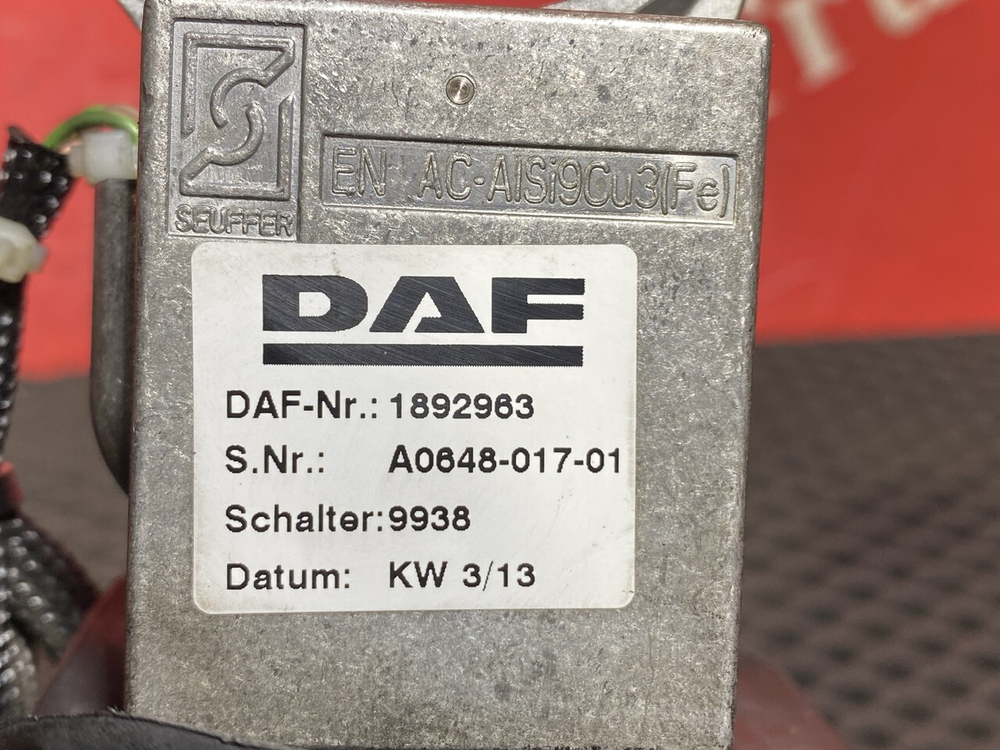 SEUFFER
EN AC-AlSi9Cu3(Fe)
DAF
DAF-Nr.: 1892963
S.Nr.: A0648-017-01
Schalter: 9938
Datum: KW 3/13